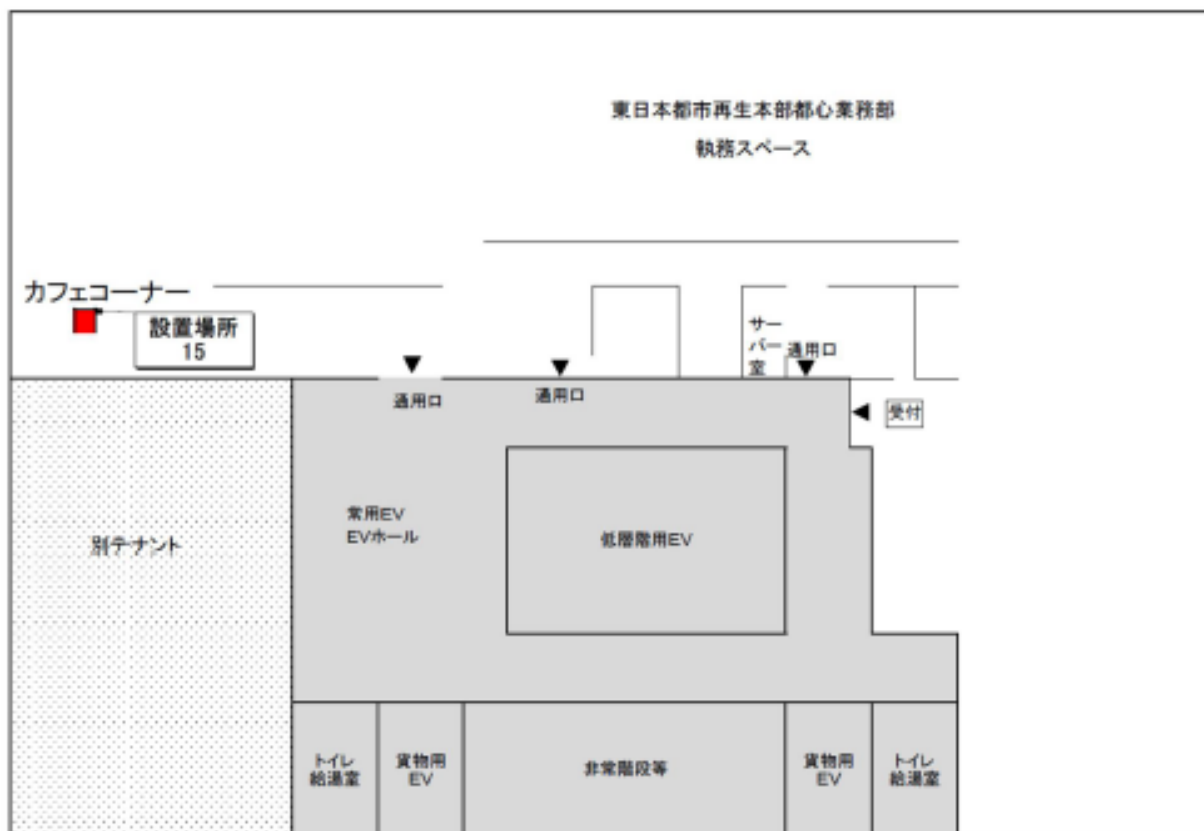 東日本都市再生本部都心業務部
執務スペース
カフェコーナー
設置場所
15
サー
バー
室
通用口
通用口
通用口
受付
常用EV
EVホール
低層階用EV
別テナント
トイレ
給湯室
貨物用
EV
非常階段等
貨物用
EV
トイレ
給湯室